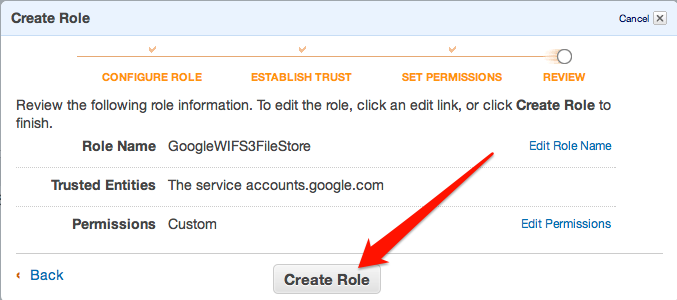 Create Role
Cancel
CONFIGURE ROLE
ESTABLISH TRUST
SET PERMISSIONS
REVIEW
Review the following role information. To edit the role, click an edit link, or click Create Role to
finish.
Role Name GoogleWIFS3FileStore Edit Role Name
Trusted Entities The service accounts.google.com
Permissions Custom Edit Permissions
‹ Back
Create Role